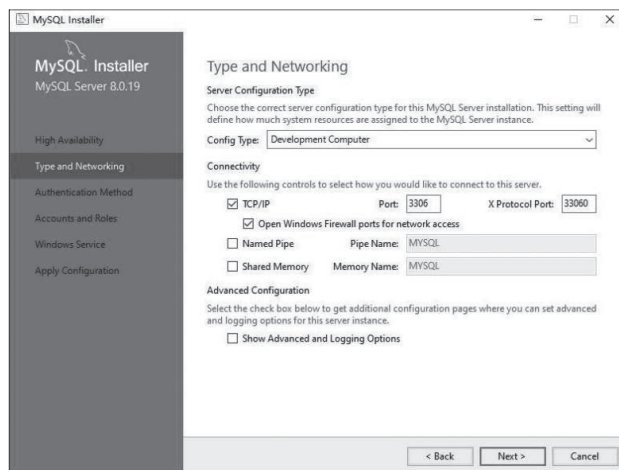 MySQL Installer
MySQL. Installer
MySQL Server 8.0.19
High Availability
Type and Networking
Authentication Method
Accounts and Roles
Windows Service
Apply Configuration
Type and Networking
Server Configuration Type
Choose the correct server configuration type for this MySQL Server installation. This setting will
define how much system resources are assigned to the MySQL Server instance.
Config Type: Development Computer
Connectivity
Use the following controls to select how you would like to connect to this server.
TCP/IP Port: 3306 X Protocol Port: 33060
Open Windows Firewall ports for network access
Named Pipe Pipe Name: MYSQL
Shared Memory Memory Name: MYSQL
Advanced Configuration
Select the check box below to get additional configuration pages where you can set advanced
and logging options for this server instance.
Show Advanced and Logging Options
< Back Next > Cancel